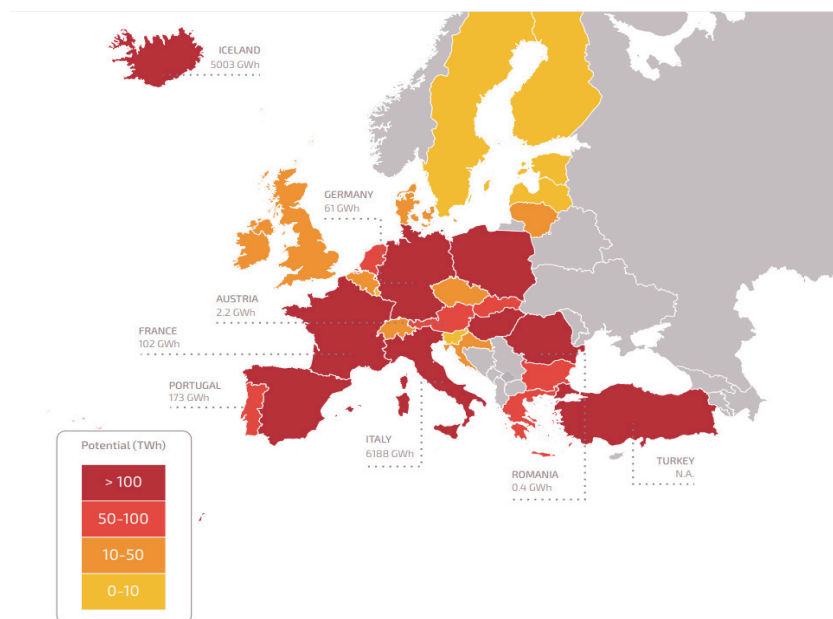 ICELAND
5003 GWh
GERMANY
61 GWh
AUSTRIA
2.2 GWh
FRANCE
102 GWh
PORTUGAL
173 GWh
ITALY
6188 GWh
ROMANIA
0.4 GWh
TURKEY
N.A.
Potential (TWh)
> 100
50-100
10-50
0-10